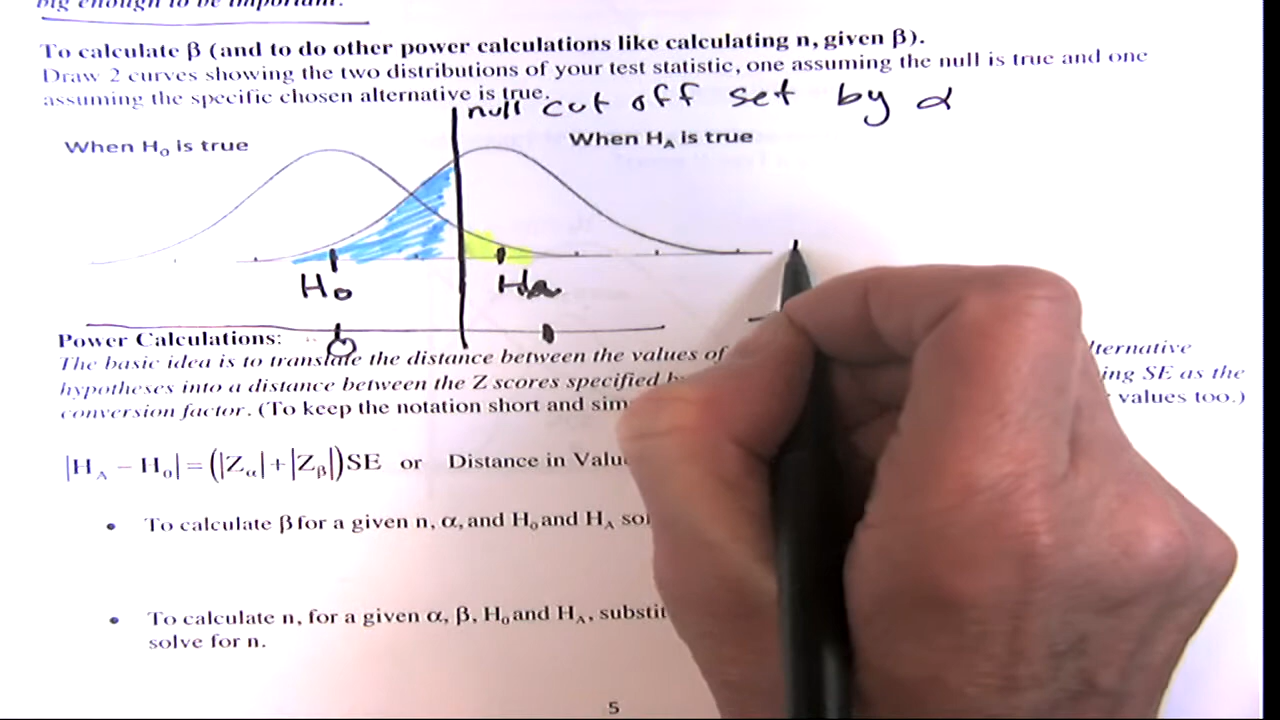 big enough to be important.
To calculate β (and to do other power calculations like calculating n, given β).
Draw 2 curves showing the two distributions of your test statistic, one assuming the null is true and one
assuming the specific chosen alternative is true.
null cut off set by α
When H₀ is true
When H_A is true
H₀
Ha
0
Power Calculations:
The basic idea is to translate the distance between the values of lternative
hypotheses into a distance between the Z scores specified ing SE as the
conversion factor. (To keep the notation short and sim values too.)
|H_A − H₀| = (|Z_α| + |Z_β|)SE or Distance in Valu
• To calculate β for a given n, α, and H₀ and H_A so
• To calculate n, for a given α, β, H₀ and H_A, substit
solve for n.
5